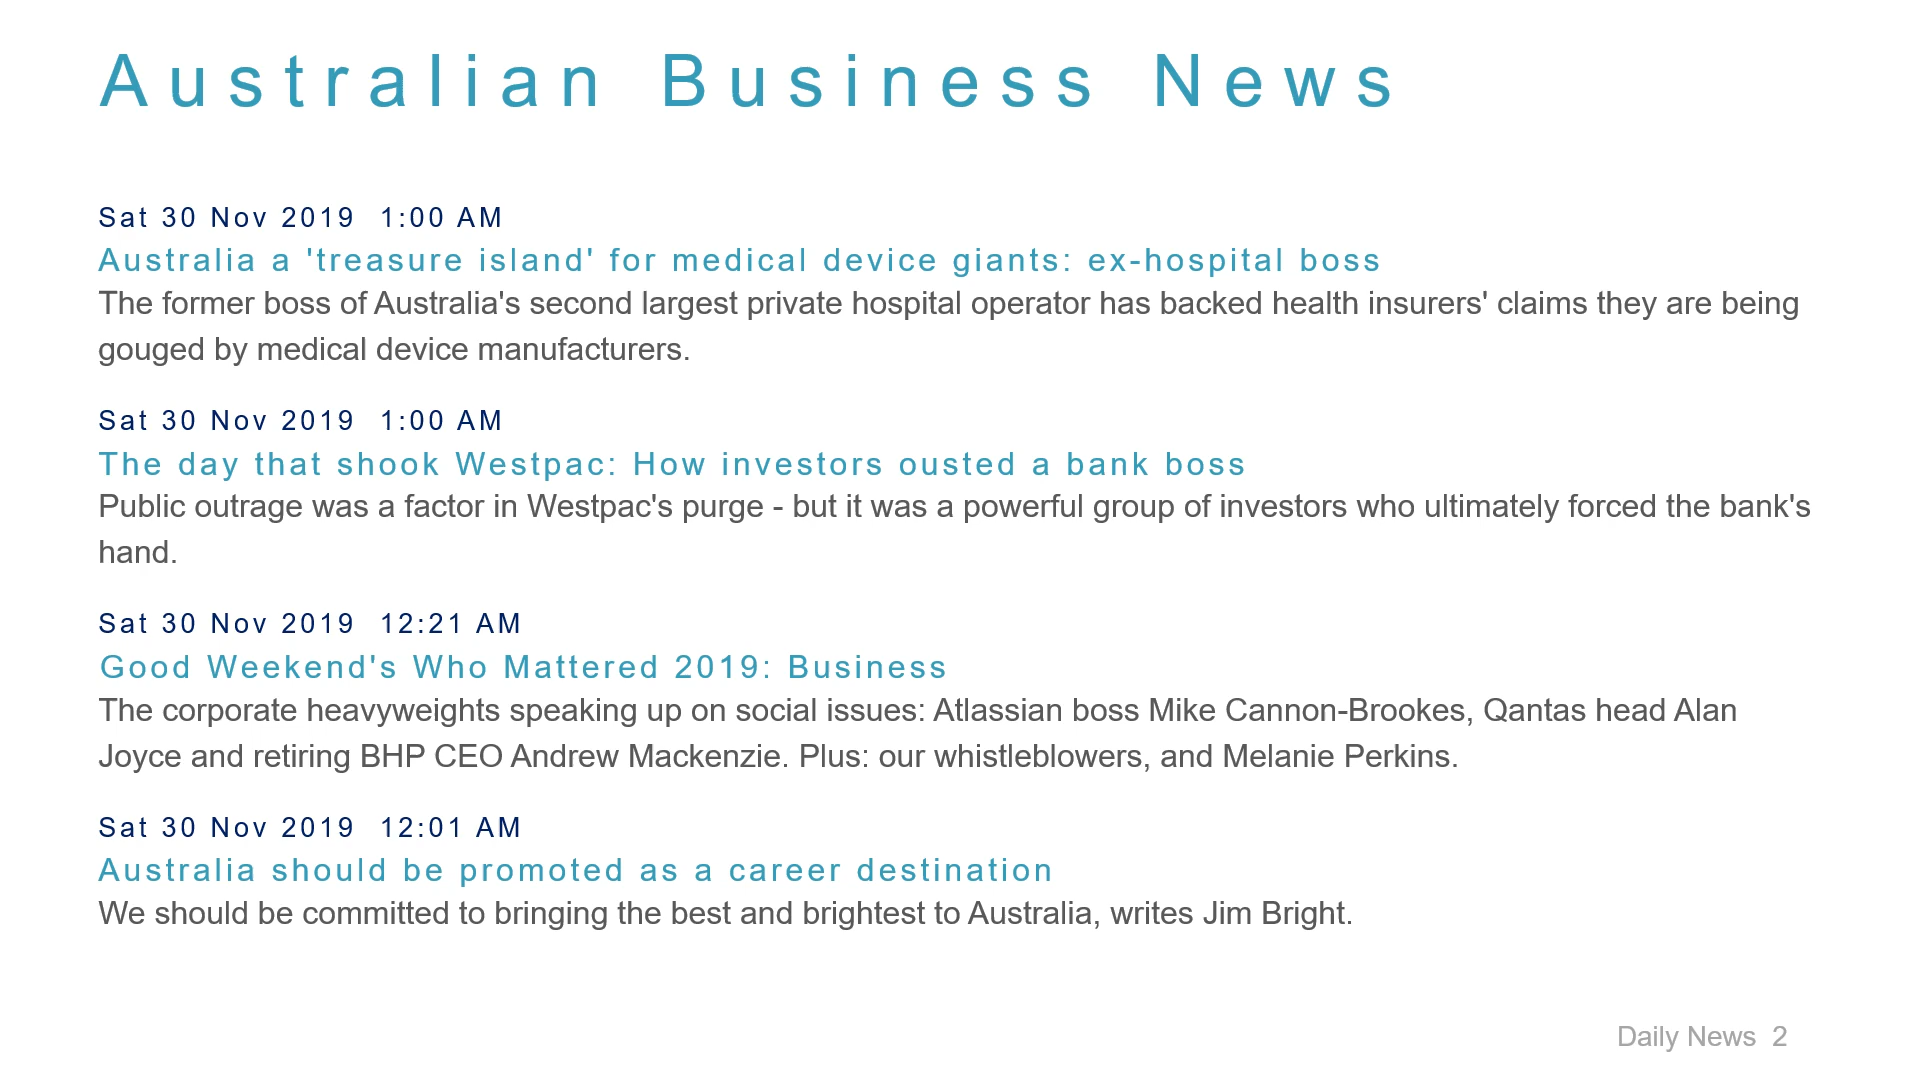 Australian Business News
Sat 30 Nov 2019 1:00 AM
Australia a 'treasure island' for medical device giants: ex-hospital boss
The former boss of Australia's second largest private hospital operator has backed health insurers' claims they are being
gouged by medical device manufacturers.
Sat 30 Nov 2019 1:00 AM
The day that shook Westpac: How investors ousted a bank boss
Public outrage was a factor in Westpac's purge - but it was a powerful group of investors who ultimately forced the bank's
hand.
Sat 30 Nov 2019 12:21 AM
Good Weekend's Who Mattered 2019: Business
The corporate heavyweights speaking up on social issues: Atlassian boss Mike Cannon-Brookes, Qantas head Alan
Joyce and retiring BHP CEO Andrew Mackenzie. Plus: our whistleblowers, and Melanie Perkins.
Sat 30 Nov 2019 12:01 AM
Australia should be promoted as a career destination
We should be committed to bringing the best and brightest to Australia, writes Jim Bright.
Daily News 2